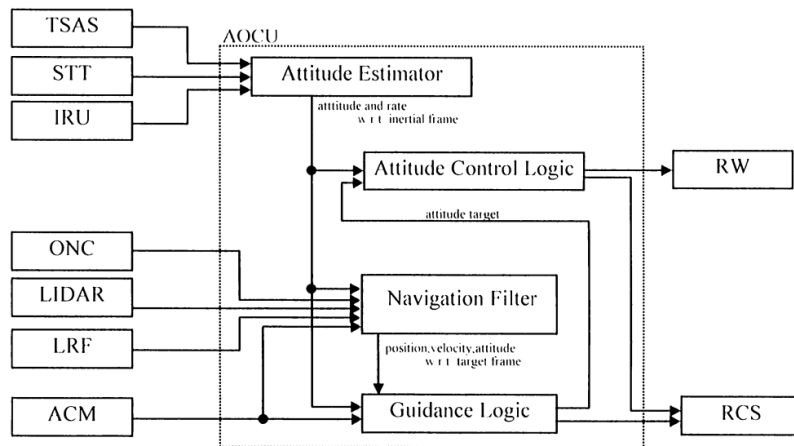 TSAS
AOCU
STT
Attitude Estimator
IRU
atttitude and rate
w r t inertial frame
Attitude Control Logic
RW
attitude target
ONC
LIDAR
Navigation Filter
LRF
position,velocity,attitude
w r t target frame
ACM
Guidance Logic
RCS